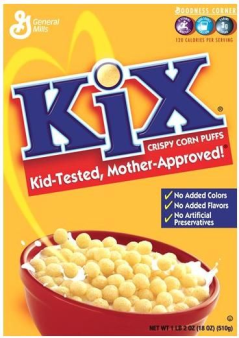 General
Mills
GOODNESS CORNER
110 CALORIES PER SERVING
KiX®
CRISPY CORN PUFFS
Kid-Tested, Mother-Approved!®
No Added Colors
No Added Flavors
No Artificial
Preservatives
NET WT 1 LB 2 OZ (18 OZ) (510g)